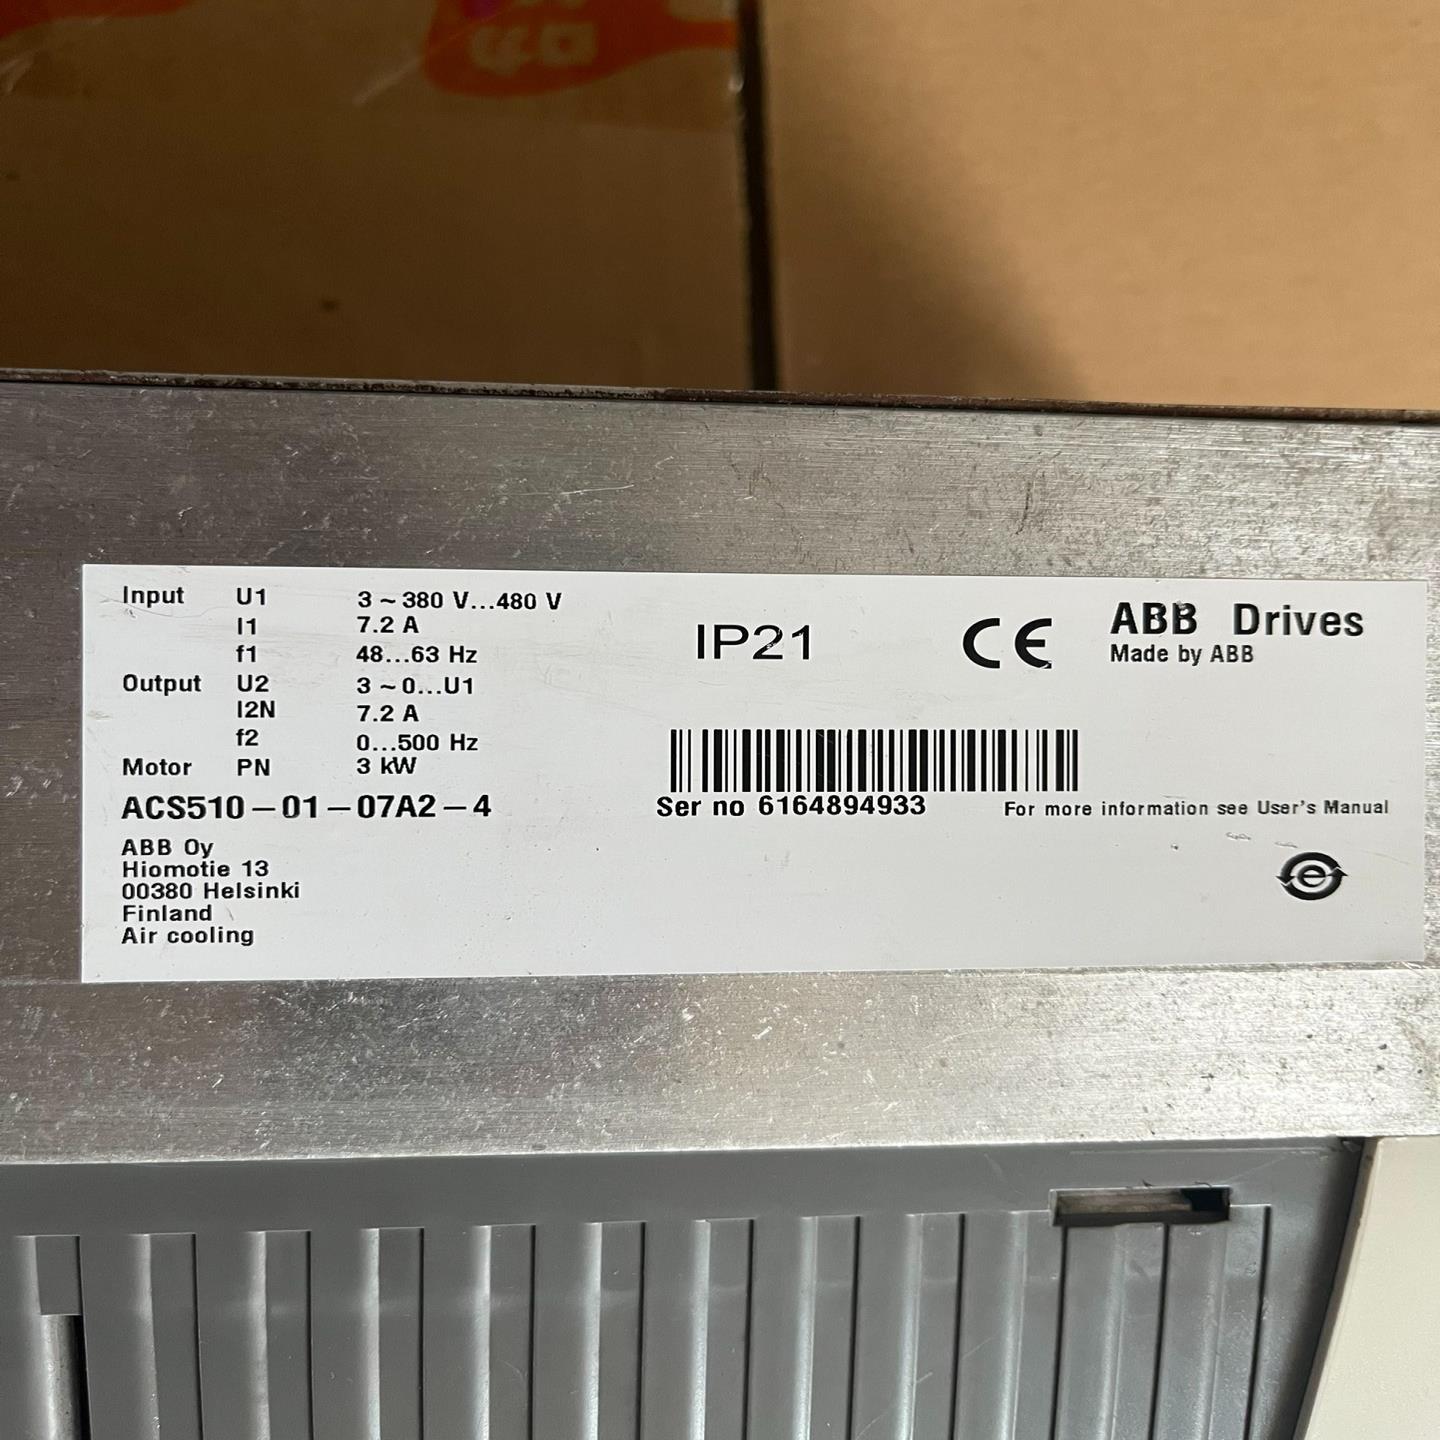 Input U1 3~380 V...480 V
I1 7.2 A
f1 48...63 Hz
Output U2 3~0...U1
I2N 7.2 A
f2 0...500 Hz
Motor PN 3 kW
ACS510-01-07A2-4
ABB Oy
Hiomotie 13
00380 Helsinki
Finland
Air cooling
IP21
CE
ABB Drives
Made by ABB
Ser no 6164894933
For more information see User's Manual
e